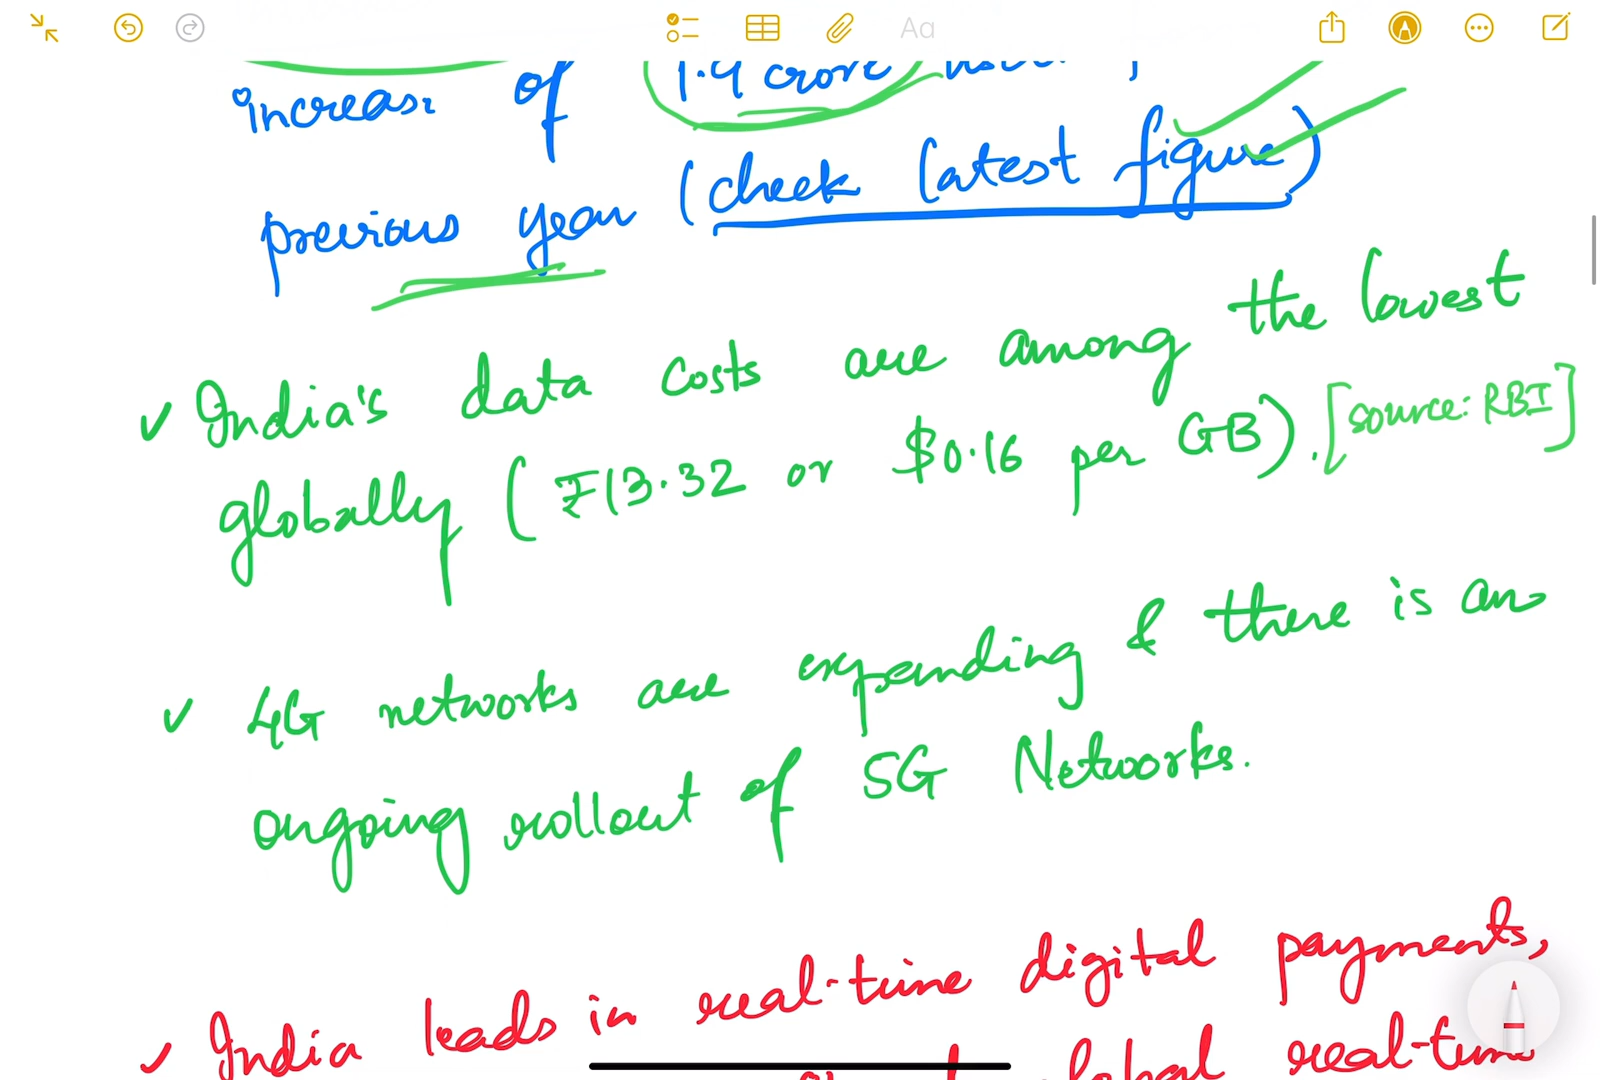 Aa
increase of 1.4 crore
previous year (check latest figure)
✓ India's data costs are among the lowest
globally (₹13.32 or $0.16 per GB). [source: RBI]
✓ 4G networks are expanding & there is an
ongoing rollout of 5G Networks.
✓ India leads in real-time digital payments,
global real-time